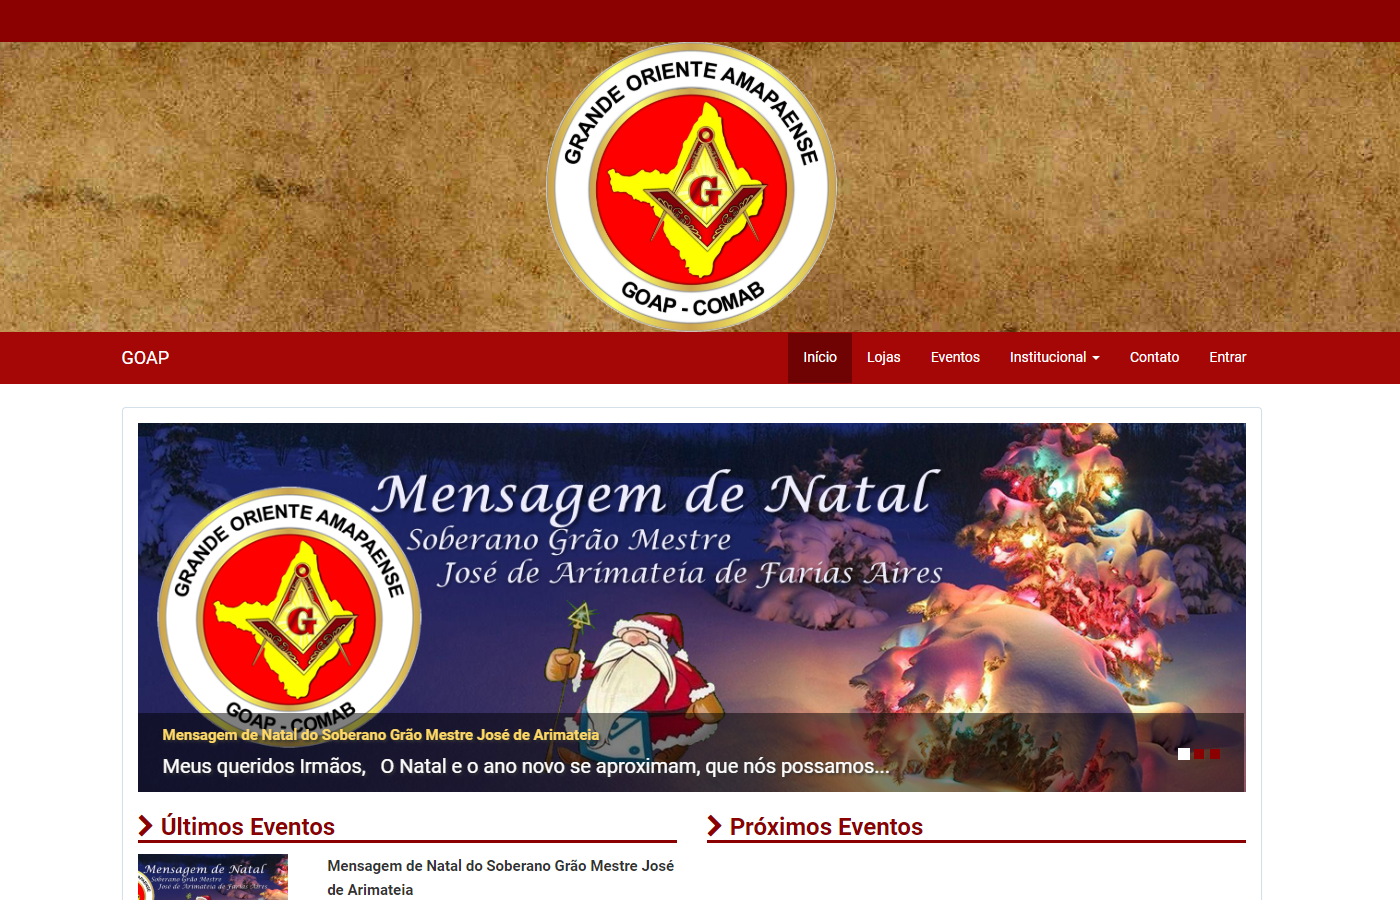 GRANDE ORIENTE AMAPAENSE
G
GOAP - COMAB
GOAP
Início
Lojas
Eventos
Institucional
Contato
Entrar
Mensagem de Natal
Soberano Grão Mestre
José de Arimateia de Farias Aires
GRANDE ORIENTE AMAPAENSE
G
GOAP - COMAB
Mensagem de Natal do Soberano Grão Mestre José de Arimateia
Meus queridos Irmãos,   O Natal e o ano novo se aproximam, que nós possamos...
Últimos Eventos
Próximos Eventos
Mensagem de Natal
Soberano Grão Mestre
José de Arimateia de Farias Aires
Mensagem de Natal do Soberano Grão Mestre José
de Arimateia